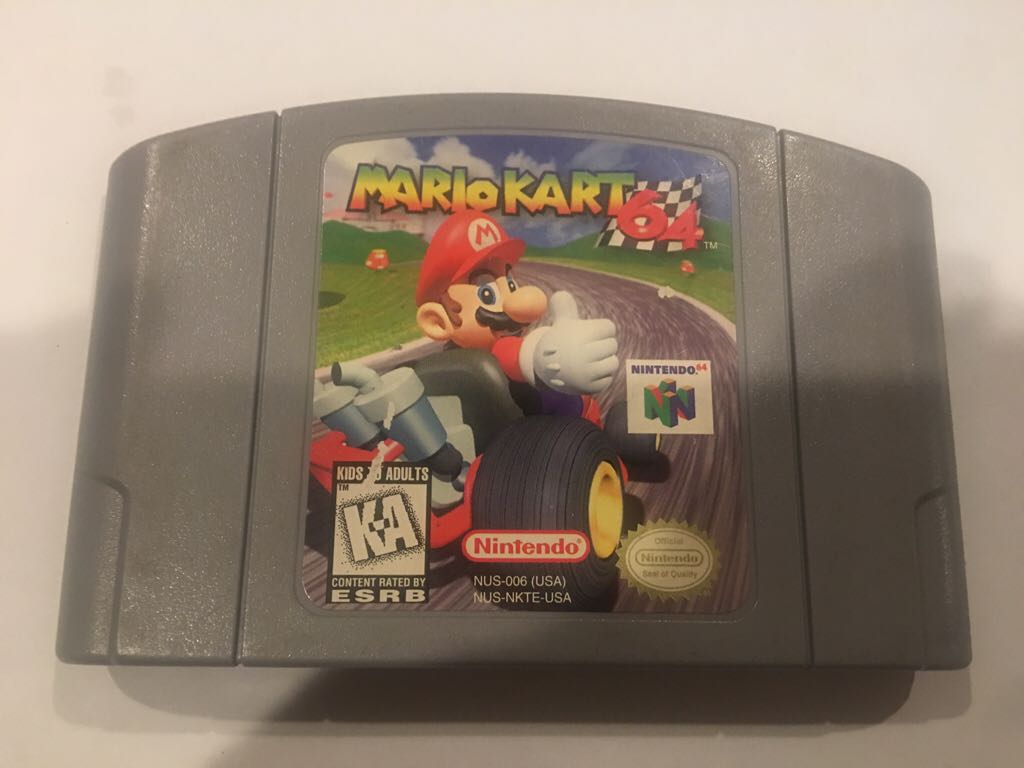 MARIO KART 64
TM
M
NINTENDO 64
N
KIDS TO ADULTS
TM
K-A
CONTENT RATED BY
ESRB
Nintendo
NUS-006 (USA)
NUS-NKTE-USA
Official
Nintendo
Seal of Quality